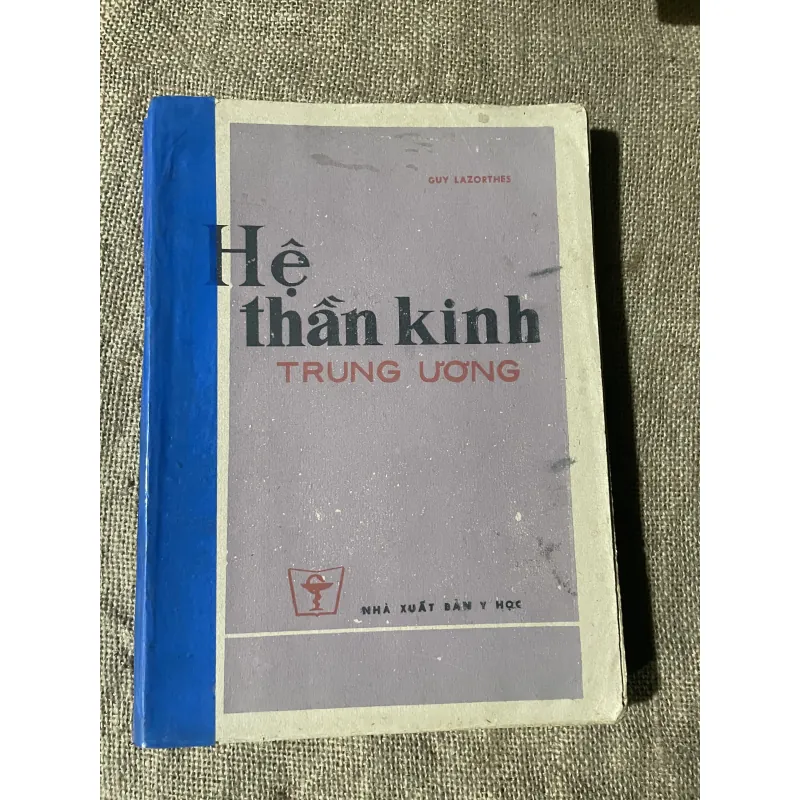 GUY LAZORTHES
Hệ
thần kinh
TRUNG ƯƠNG
NHÀ XUẤT BẢN Y HỌC